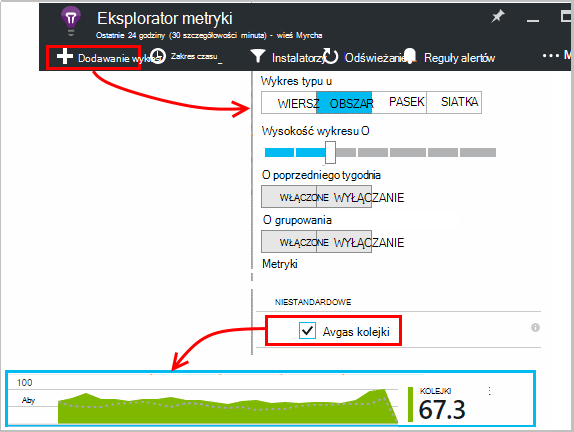 Eksplorator metryki
Ostatnie 24 godziny (30 szczegółowości minuta) - wieś Myrcha
Dodawanie wykresu Zakres czasu_ Instalatorzy Odświeżanie Reguły alertów ... M
Wykres typu u
WIERSZ OBSZAR PASEK SIATKA
Wysokość wykresu O
O poprzedniego tygodnia
WŁĄCZONE WYŁĄCZANIE
O grupowania
WŁĄCZONE WYŁĄCZANIE
Metryki
NIESTANDARDOWE
Avgas kolejki
100
Aby
KOLEJKI
67.3